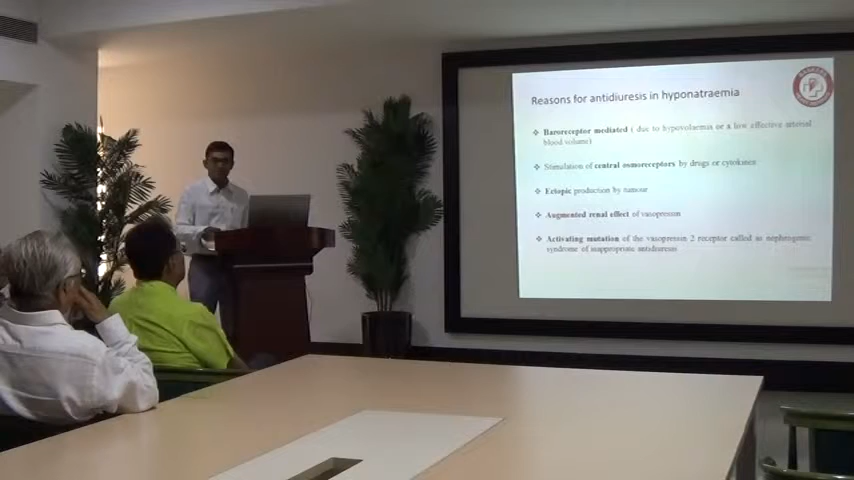 Reasons for antidiuresis in hyponatraemia
❖ Baroreceptor mediated ( due to hypovolaemia or a low effective arterial
blood volume)
❖ Stimulation of central osmoreceptors by drugs or cytokines
❖ Ectopic production by tumour
❖ Augmented renal effect of vasopressin
❖ Activating mutation of the vasopressin 2 receptor called as nephrogenic
syndrome of inappropriate antidiuresis